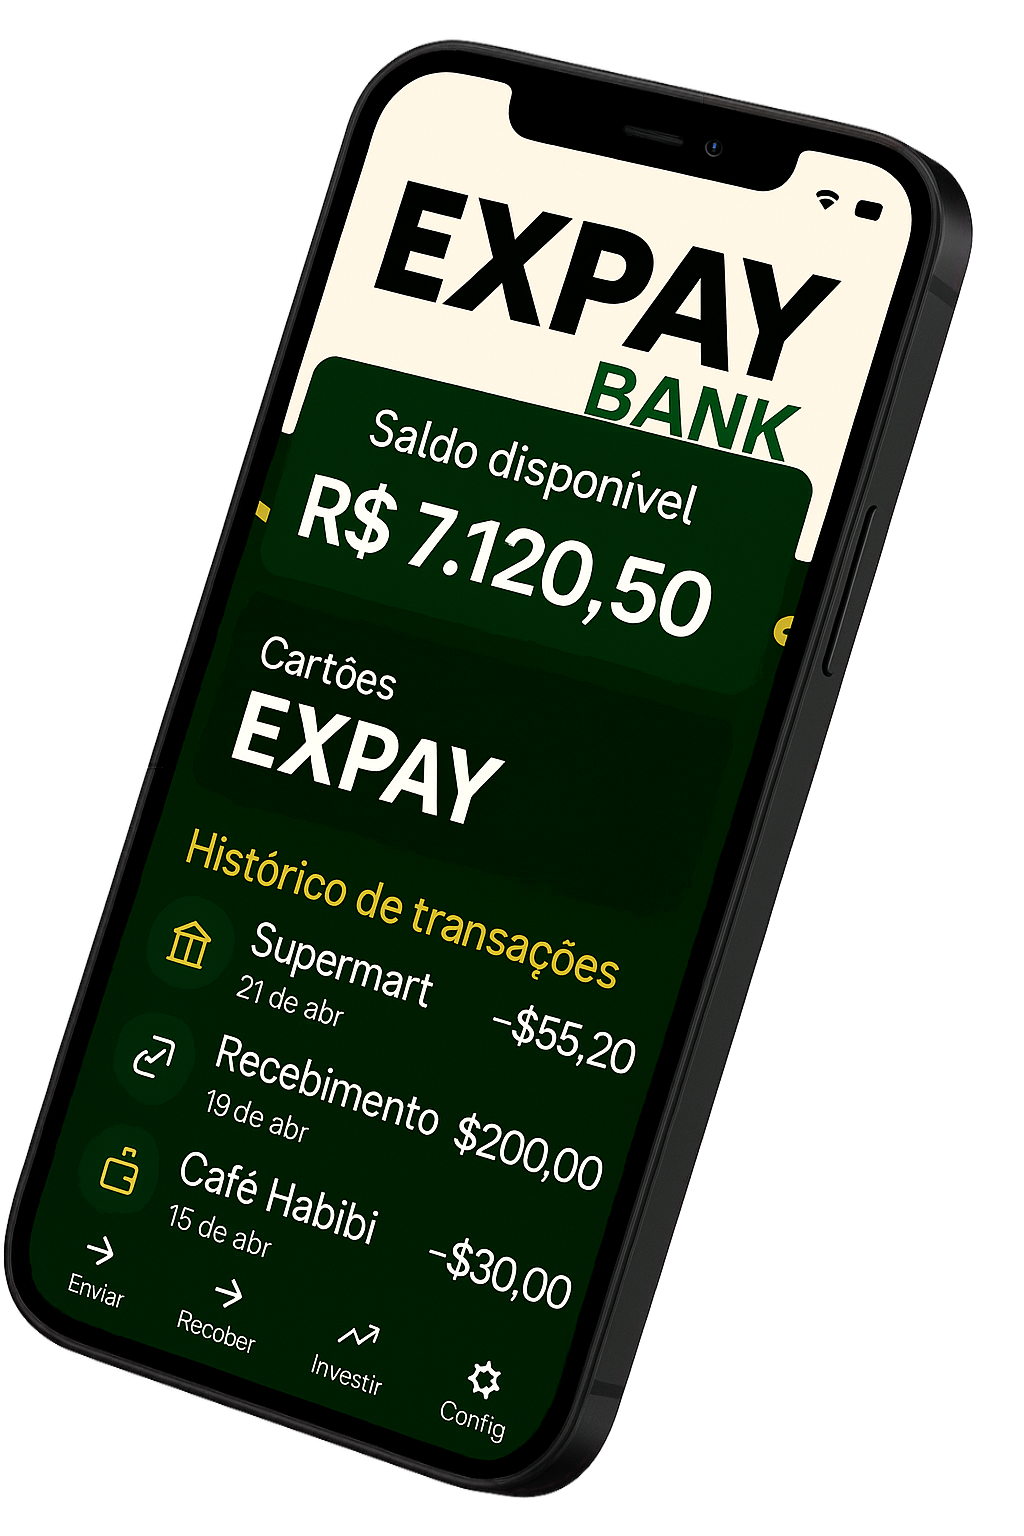 EXPAY
BANK
Saldo disponível
R$ 7.120,50
Cartôes
EXPAY
Histórico de transações
Supermart
21 de abr
-$55,20
Recebimento
19 de abr
$200,00
Café Habibi
15 de abr
-$30,00
Enviar
Recober
Investir
Config